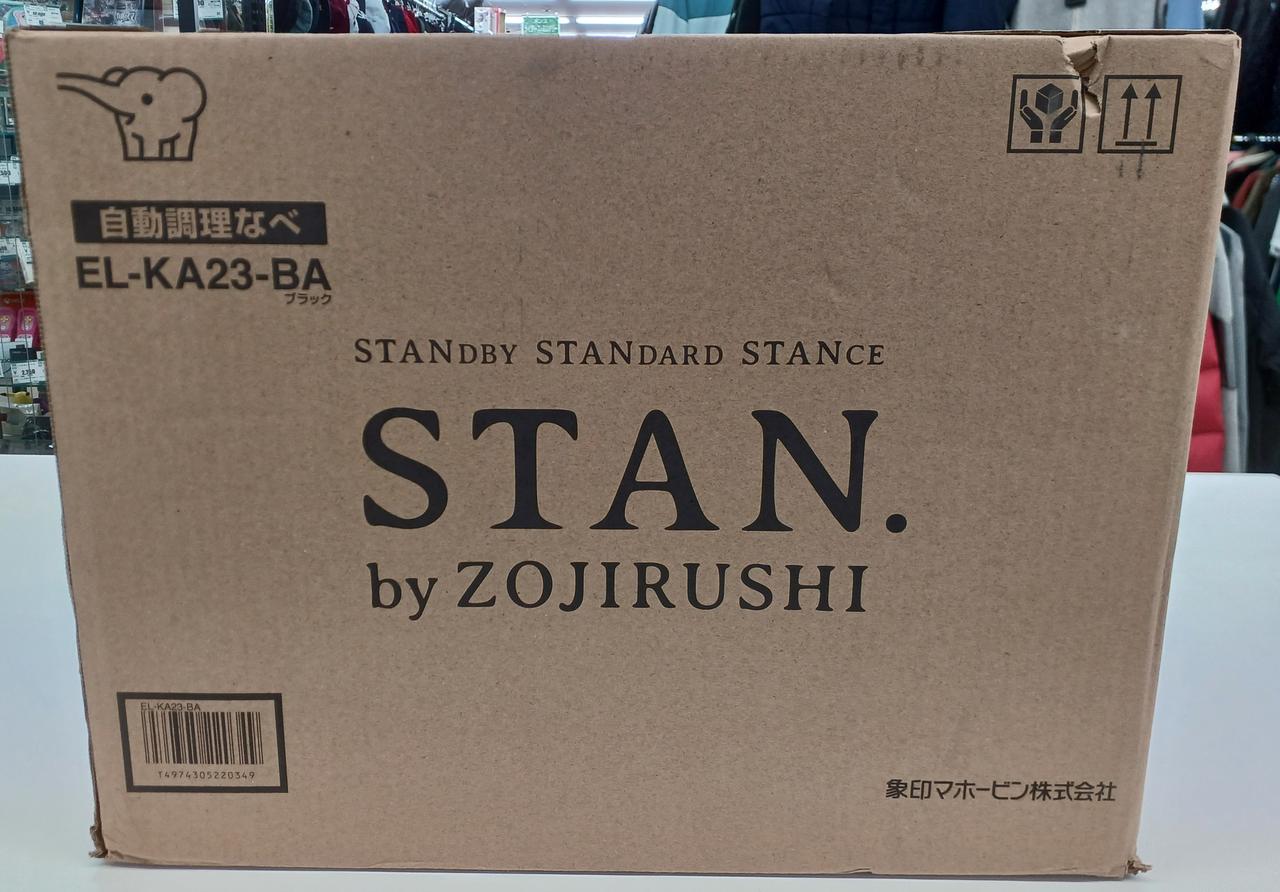 自動調理なべ
EL-KA23-BA
ブラック
STANDBY STANDARD STANCE
STAN.
by ZOJIRUSHI
EL-KA23-BA
T4974305220349
象印マホービン株式会社